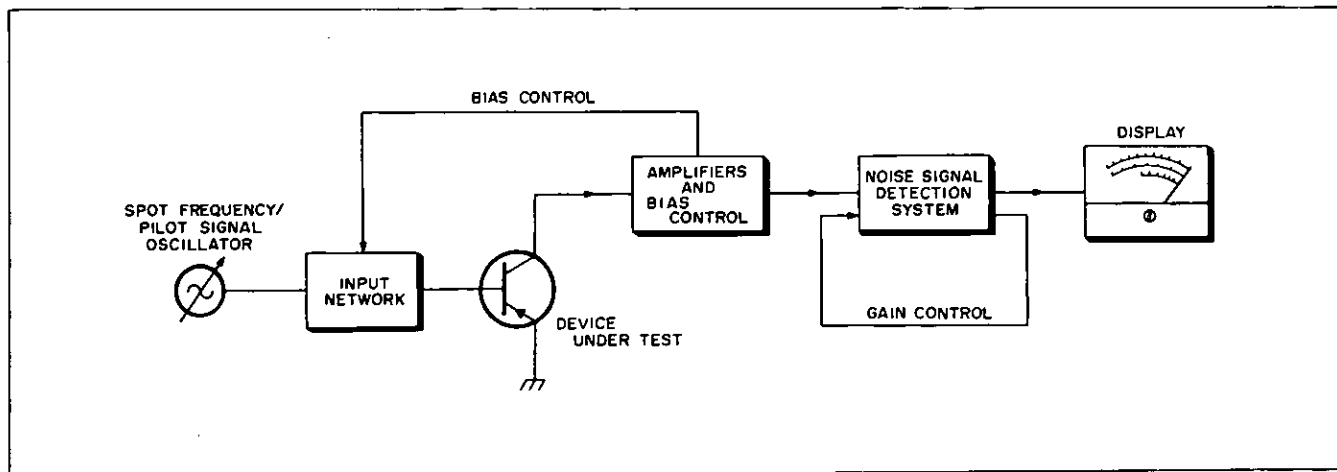 BIAS CONTROL
DISPLAY
AMPLIFIERS
AND
BIAS
CONTROL
NOISE SIGNAL
DETECTION
SYSTEM
SPOT FREQUENCY/
PILOT SIGNAL
OSCILLATOR
INPUT
NETWORK
DEVICE
UNDER TEST
GAIN CONTROL